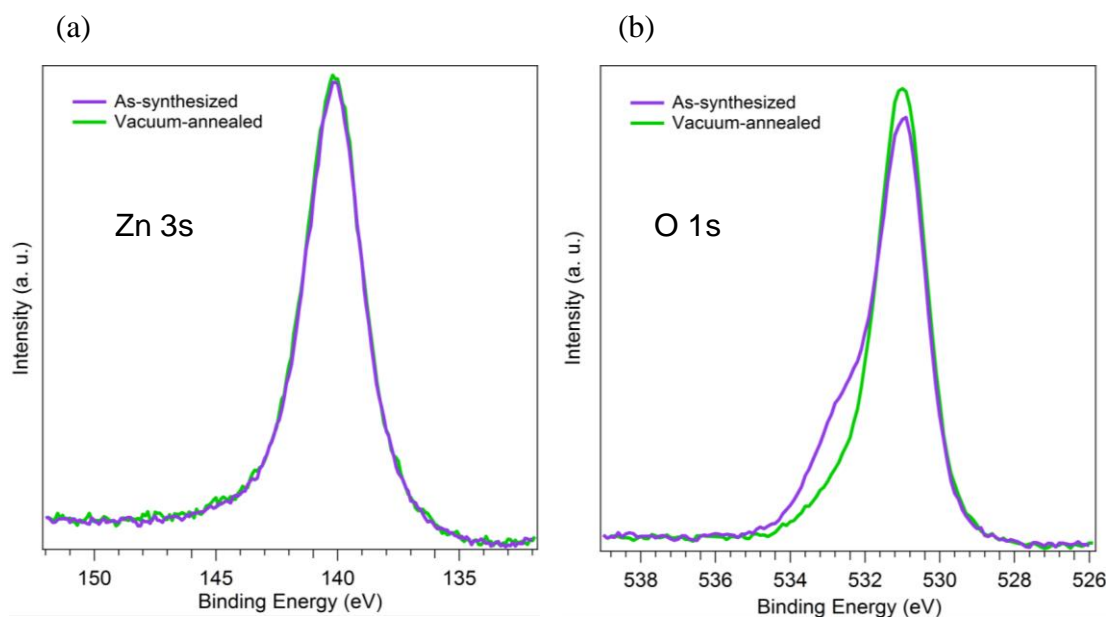 (a)
As-synthesized
Vacuum-annealed
Zn 3s
Intensity (a. u.)
150 145 140 135
Binding Energy (eV)
(b)
As-synthesized
Vacuum-annealed
O 1s
Intensity (a. u.)
538 536 534 532 530 528 526
Binding Energy (eV)